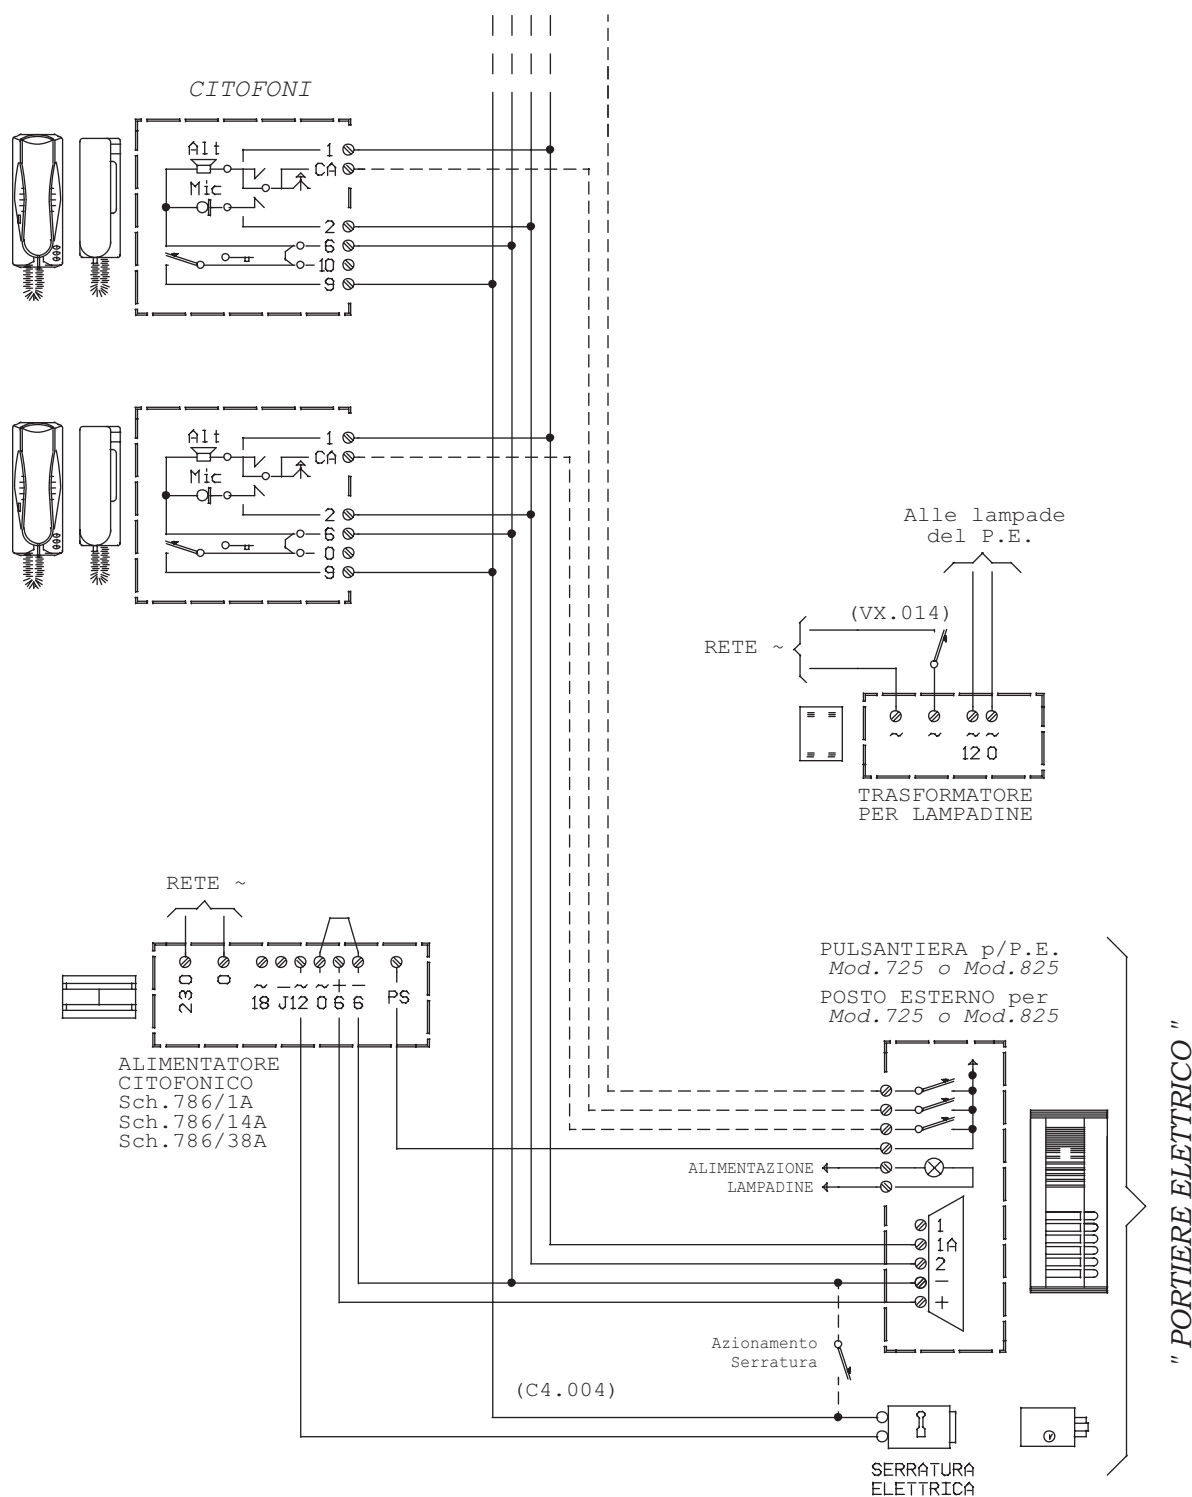 CITOFONI
Alt
Mic
1
CA
2
6
10
9
Alt
Mic
1
CA
2
6
0
9
Alle lampade
del P.E.
(VX.014)
RETE ~
~ ~ ~ ~
12 0
TRASFORMATORE
PER LAMPADINE
RETE ~
230
0
~ — ~ ~ + —
18 J12 0 6 6
PS
ALIMENTATORE
CITOFONICO
Sch.786/1A
Sch.786/14A
Sch.786/38A
PULSANTIERA p/P.E.
Mod.725 o Mod.825
POSTO ESTERNO per
Mod.725 o Mod.825
ALIMENTAZIONE
LAMPADINE
1
1A
2
—
+
Azionamento
Serratura
(C4.004)
SERRATURA
ELETTRICA
" PORTIERE ELETTRICO "